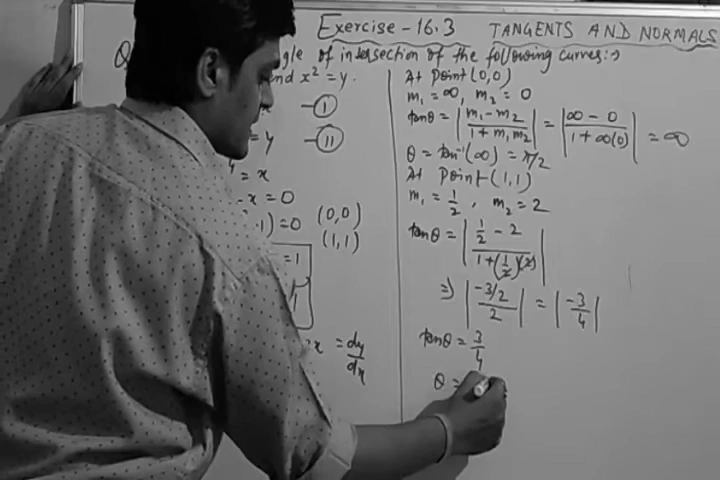 Exercise-16.3 TANGENTS AND NORMALS
Q gle of intersection of the following curves:→
nd x² = y.
— (I)
= y — (II)
y⁴ = x
- x = 0
-1) = 0 (0,0)
(1,1)
= 1
x = dy/dx
At Point (0,0)
m₁ = ∞, m₂ = 0
tanθ = |(m₁ - m₂)/(1 + m₁m₂)| = |(∞ - 0)/(1 + ∞(0))| = ∞
θ = tan⁻¹(∞) = π/2
At Point (1,1)
m₁ = 1/2, m₂ = 2
tanθ = |(1/2 - 2)/(1 + (1/2)(2))|
⇒ |(-3/2)/2| = |-3/4|
tanθ = 3/4
θ =